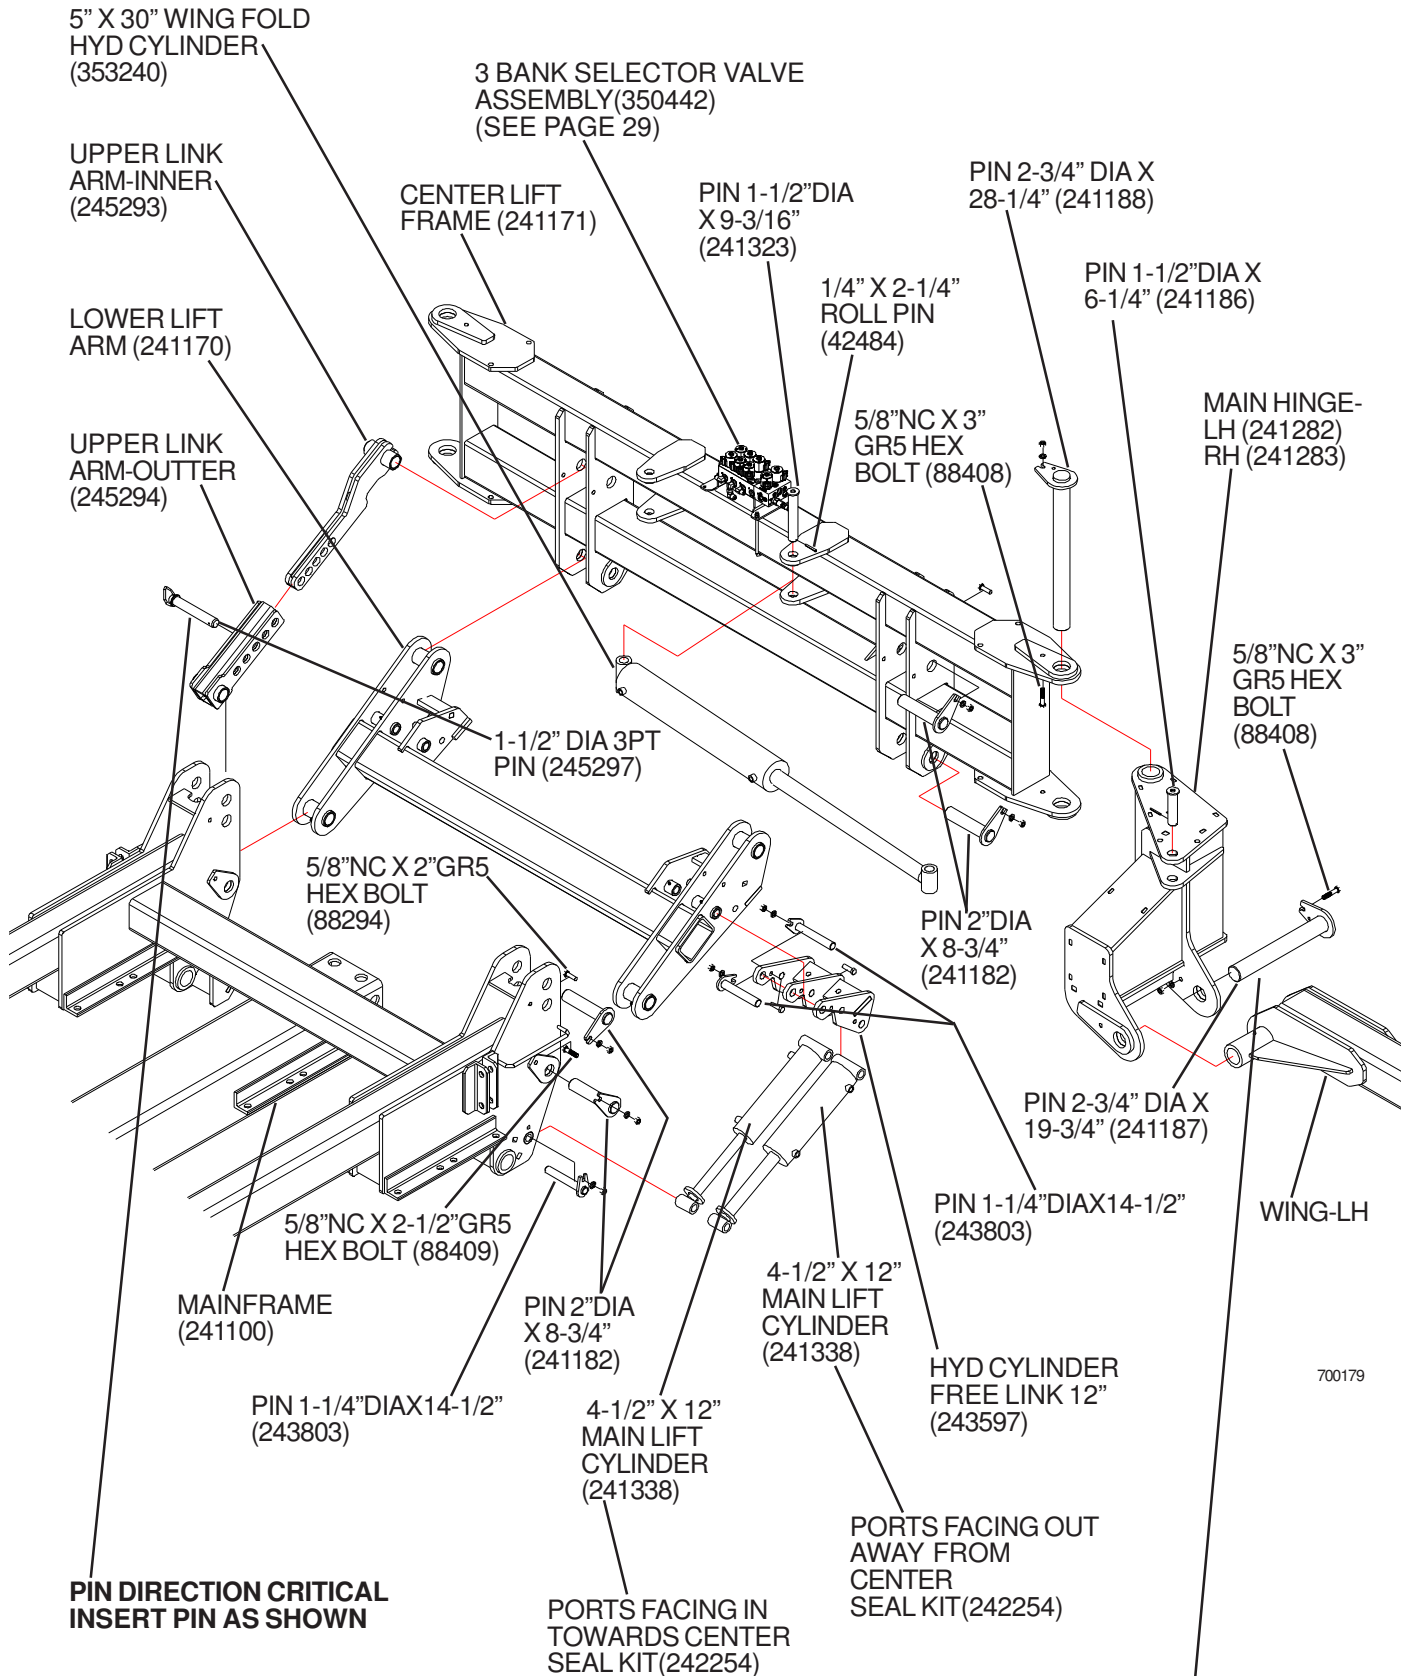 5” X 30” WING FOLD
HYD CYLINDER
(353240)
3 BANK SELECTOR VALVE
ASSEMBLY(350442)
(SEE PAGE 29)
UPPER LINK
ARM-INNER
(245293)
CENTER LIFT
FRAME (241171)
PIN 1-1/2”DIA
X 9-3/16”
(241323)
PIN 2-3/4” DIA X
28-1/4” (241188)
PIN 1-1/2”DIA X
6-1/4” (241186)
1/4” X 2-1/4”
ROLL PIN
(42484)
LOWER LIFT
ARM (241170)
MAIN HINGE-
LH (241282)
RH (241283)
5/8”NC X 3”
GR5 HEX
BOLT (88408)
UPPER LINK
ARM-OUTTER
(245294)
5/8”NC X 3”
GR5 HEX
BOLT
(88408)
1-1/2” DIA 3PT
PIN (245297)
5/8”NC X 2”GR5
HEX BOLT
(88294)
PIN 2”DIA
X 8-3/4”
(241182)
PIN 2-3/4” DIA X
19-3/4” (241187)
PIN 1-1/4”DIAX14-1/2”
(243803)
WING-LH
5/8”NC X 2-1/2”GR5
HEX BOLT (88409)
MAINFRAME
(241100)
PIN 2”DIA
X 8-3/4”
(241182)
4-1/2” X 12”
MAIN LIFT
CYLINDER
(241338)
HYD CYLINDER
FREE LINK 12”
(243597)
700179
PIN 1-1/4”DIAX14-1/2”
(243803)
4-1/2” X 12”
MAIN LIFT
CYLINDER
(241338)
PORTS FACING OUT
AWAY FROM
CENTER
SEAL KIT(242254)
PIN DIRECTION CRITICAL
INSERT PIN AS SHOWN
PORTS FACING IN
TOWARDS CENTER
SEAL KIT(242254)